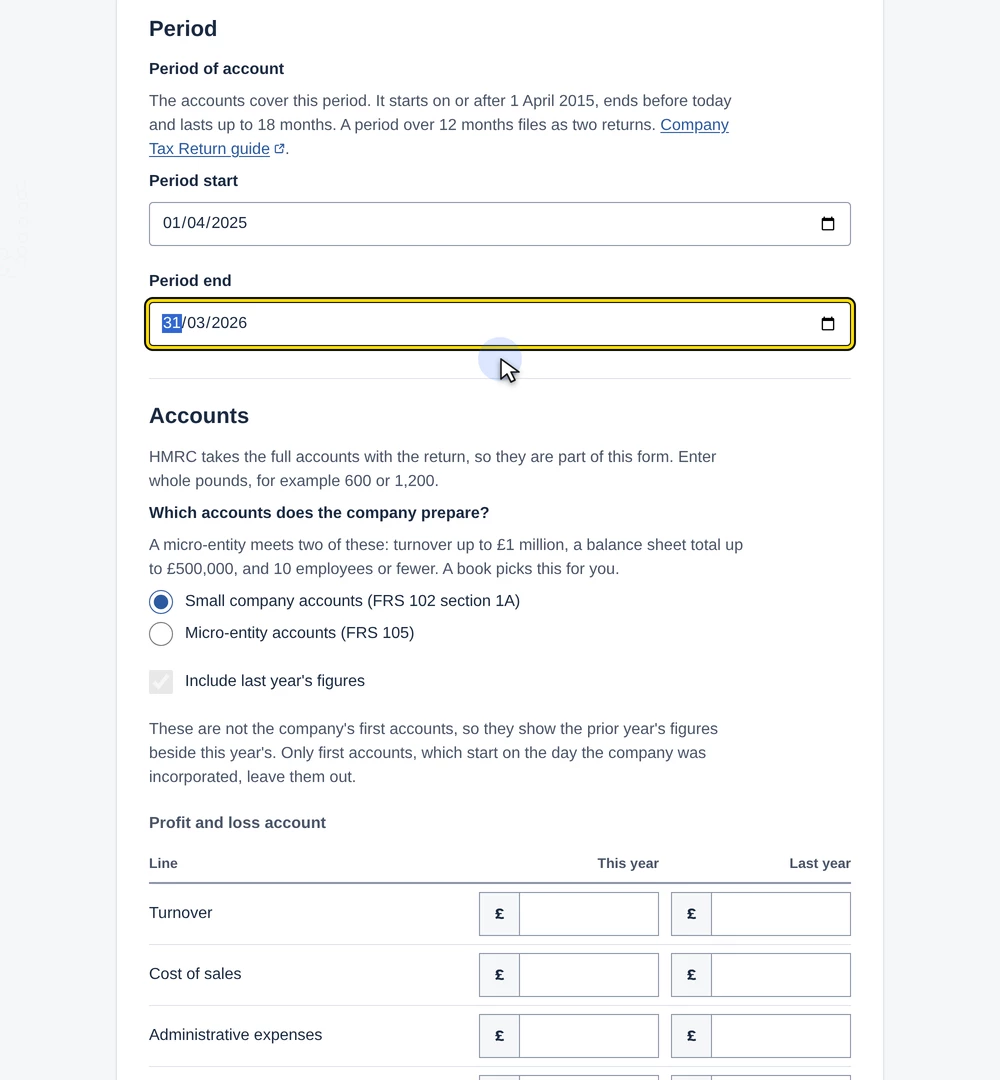 Period
Period of account
The accounts cover this period. It starts on or after 1 April 2015, ends before today
and lasts up to 18 months. A period over 12 months files as two returns. Company
Tax Return guide.
Period start
01/04/2025
Period end
31/03/2026
Accounts
HMRC takes the full accounts with the return, so they are part of this form. Enter
whole pounds, for example 600 or 1,200.
Which accounts does the company prepare?
A micro-entity meets two of these: turnover up to £1 million, a balance sheet total up
to £500,000, and 10 employees or fewer. A book picks this for you.
Small company accounts (FRS 102 section 1A)
Micro-entity accounts (FRS 105)
Include last year's figures
These are not the company's first accounts, so they show the prior year's figures
beside this year's. Only first accounts, which start on the day the company was
incorporated, leave them out.
Profit and loss account
Line This year Last year
Turnover £ £
Cost of sales £ £
Administrative expenses £ £